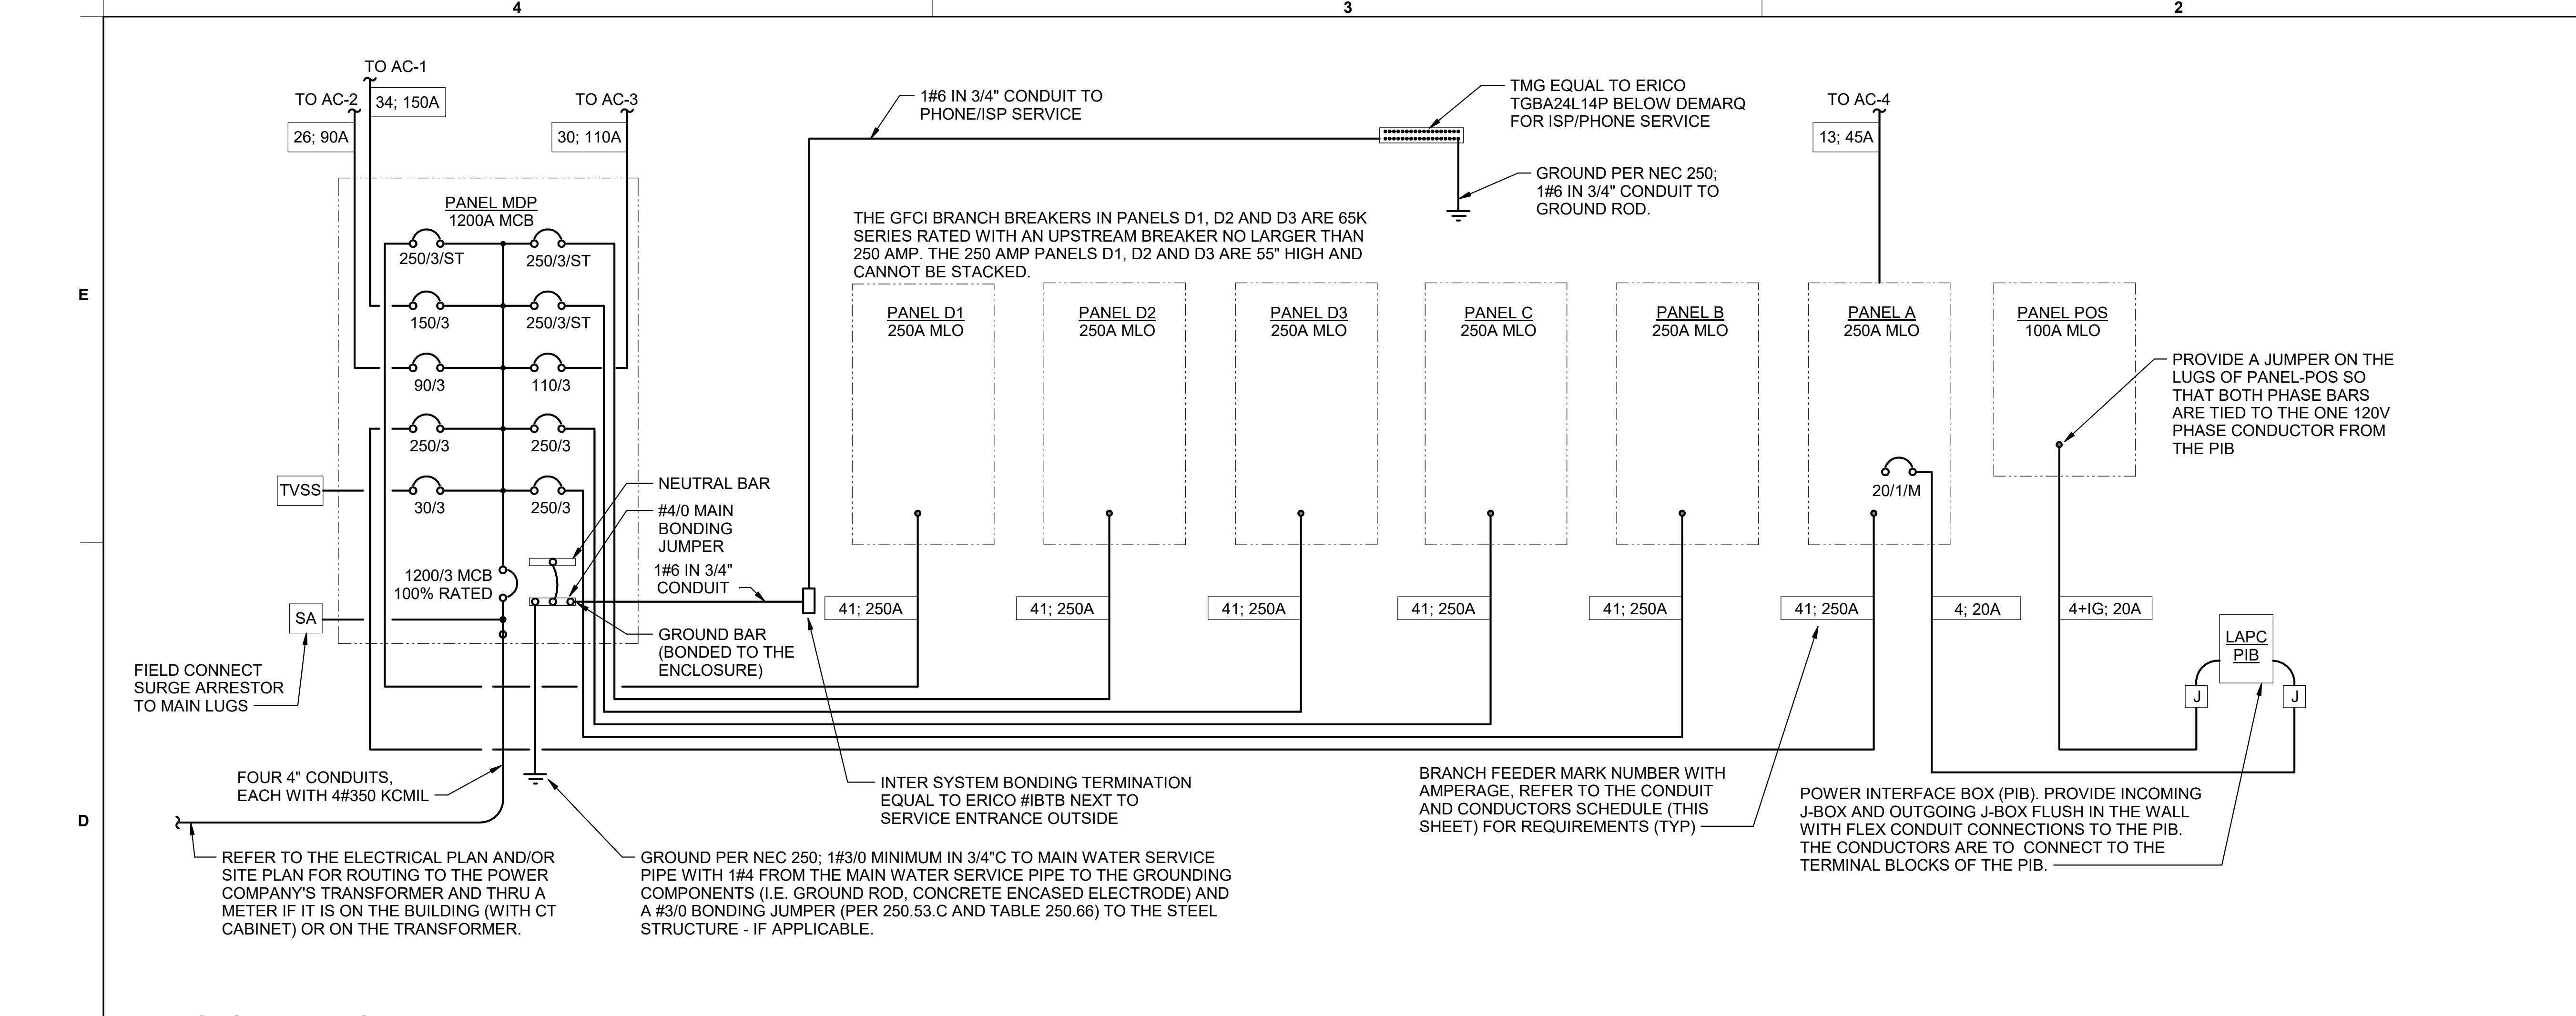 4
3
2
TO AC-1
TO AC-2
34; 150A
TO AC-3
26; 90A
30; 110A
1#6 IN 3/4" CONDUIT TO
PHONE/ISP SERVICE
TMG EQUAL TO ERICO
TGBA24L14P BELOW DEMARQ
FOR ISP/PHONE SERVICE
TO AC-4
13; 45A
GROUND PER NEC 250;
1#6 IN 3/4" CONDUIT TO
GROUND ROD.
PANEL MDP
1200A MCB
250/3/ST
250/3/ST
150/3
250/3/ST
90/3
110/3
250/3
250/3
TVSS
30/3
250/3
1200/3 MCB
100% RATED
SA
FIELD CONNECT
SURGE ARRESTOR
TO MAIN LUGS
NEUTRAL BAR
#4/0 MAIN
BONDING
JUMPER
1#6 IN 3/4"
CONDUIT
GROUND BAR
(BONDED TO THE
ENCLOSURE)
THE GFCI BRANCH BREAKERS IN PANELS D1, D2 AND D3 ARE 65K
SERIES RATED WITH AN UPSTREAM BREAKER NO LARGER THAN
250 AMP. THE 250 AMP PANELS D1, D2 AND D3 ARE 55" HIGH AND
CANNOT BE STACKED.
E
PANEL D1
250A MLO
PANEL D2
250A MLO
PANEL D3
250A MLO
PANEL C
250A MLO
PANEL B
250A MLO
PANEL A
250A MLO
PANEL POS
100A MLO
PROVIDE A JUMPER ON THE
LUGS OF PANEL-POS SO
THAT BOTH PHASE BARS
ARE TIED TO THE ONE 120V
PHASE CONDUCTOR FROM
THE PIB
20/1/M
41; 250A
41; 250A
41; 250A
41; 250A
41; 250A
41; 250A
4; 20A
4+IG; 20A
LAPC
PIB
J
J
FOUR 4" CONDUITS,
EACH WITH 4#350 KCMIL
INTER SYSTEM BONDING TERMINATION
EQUAL TO ERICO #IBTB NEXT TO
SERVICE ENTRANCE OUTSIDE
BRANCH FEEDER MARK NUMBER WITH
AMPERAGE, REFER TO THE CONDUIT
AND CONDUCTORS SCHEDULE (THIS
SHEET) FOR REQUIREMENTS (TYP)
POWER INTERFACE BOX (PIB). PROVIDE INCOMING
J-BOX AND OUTGOING J-BOX FLUSH IN THE WALL
WITH FLEX CONDUIT CONNECTIONS TO THE PIB.
THE CONDUCTORS ARE TO CONNECT TO THE
TERMINAL BLOCKS OF THE PIB.
D
REFER TO THE ELECTRICAL PLAN AND/OR
SITE PLAN FOR ROUTING TO THE POWER
COMPANY'S TRANSFORMER AND THRU A
METER IF IT IS ON THE BUILDING (WITH CT
CABINET) OR ON THE TRANSFORMER.
GROUND PER NEC 250; 1#3/0 MINIMUM IN 3/4"C TO MAIN WATER SERVICE
PIPE WITH 1#4 FROM THE MAIN WATER SERVICE PIPE TO THE GROUNDING
COMPONENTS (I.E. GROUND ROD, CONCRETE ENCASED ELECTRODE) AND
A #3/0 BONDING JUMPER (PER 250.53.C AND TABLE 250.66) TO THE STEEL
STRUCTURE - IF APPLICABLE.